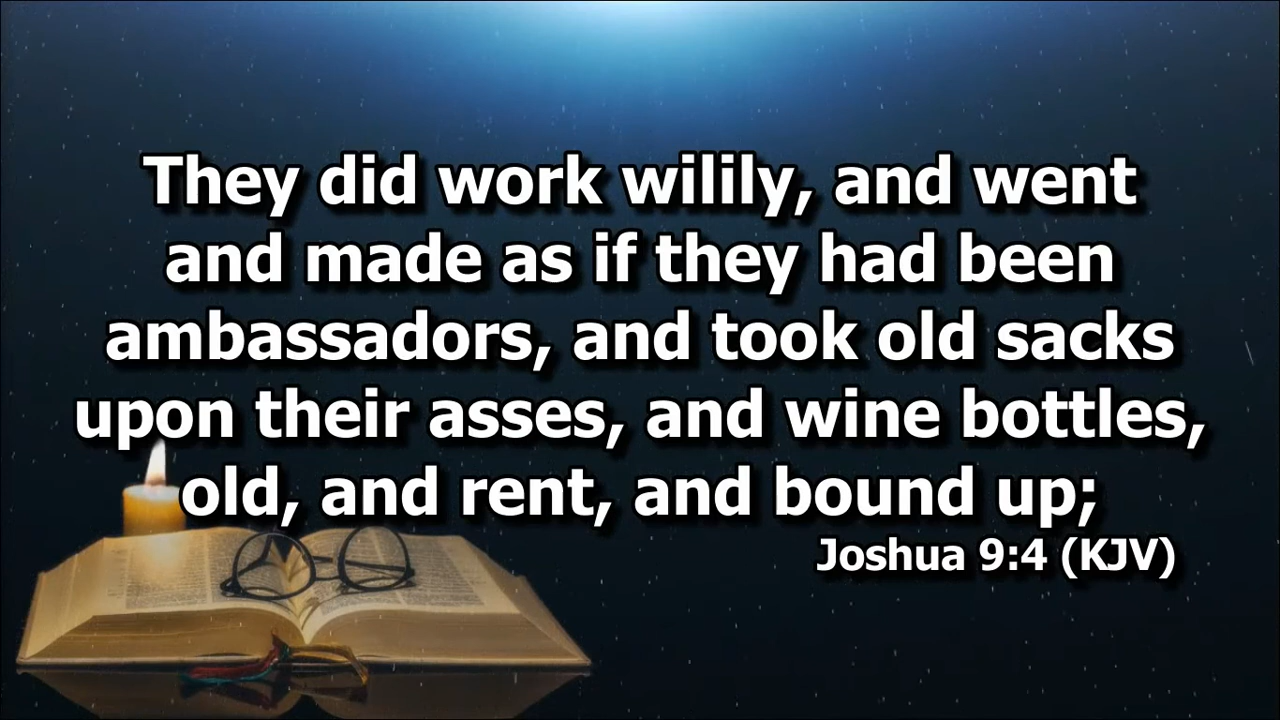 They did work wilily, and went
and made as if they had been
ambassadors, and took old sacks
upon their asses, and wine bottles,
old, and rent, and bound up;
Joshua 9:4 (KJV)